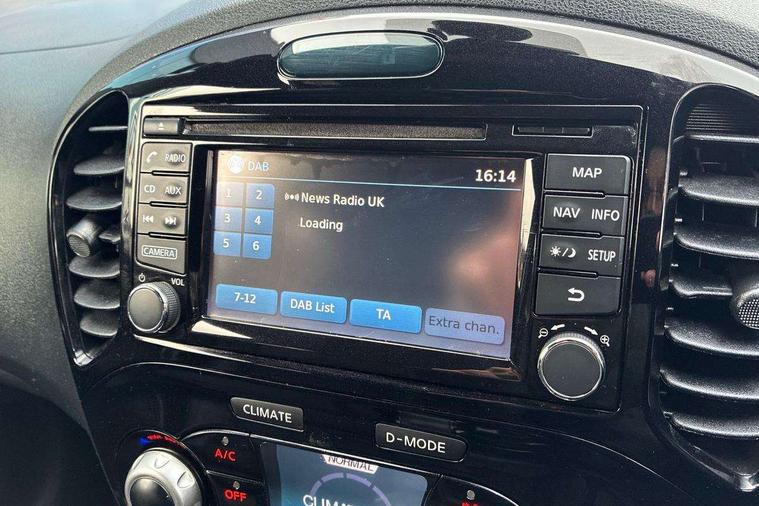 RADIO
CD AUX
CAMERA
VOL
DAB
16:14
1 2
3 4
5 6
News Radio UK
Loading
7-12
DAB List
TA
Extra chan.
MAP
NAV INFO
SETUP
CLIMATE
D-MODE
A/C
OFF
NORMAL
CLIMATE